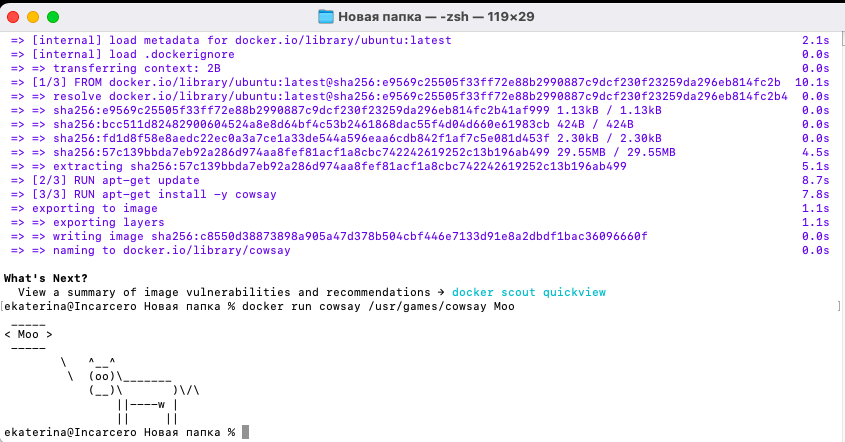 Новая папка — -zsh — 119×29
=> [internal] load metadata for docker.io/library/ubuntu:latest 2.1s
=> [internal] load .dockerignore 0.0s
=> => transferring context: 2B 0.0s
=> [1/3] FROM docker.io/library/ubuntu:latest@sha256:e9569c25505f33ff72e88b2990887c9dcf230f23259da296eb814fc2b 10.1s
=> => resolve docker.io/library/ubuntu:latest@sha256:e9569c25505f33ff72e88b2990887c9dcf230f23259da296eb814fc2b4 0.0s
=> => sha256:e9569c25505f33ff72e88b2990887c9dcf230f23259da296eb814fc2b41af999 1.13kB / 1.13kB 0.0s
=> => sha256:bcc511d82482900604524a8e8d64bf4c53b2461868dac55f4d04d660e61983cb 424B / 424B 0.0s
=> => sha256:fd1d8f58e8aedc22ec0a3a7ce1a33de544a596eaa6cdb842f1af7c5e081d453f 2.30kB / 2.30kB 0.0s
=> => sha256:57c139bbda7eb92a286d974aa8fef81acf1a8cbc742242619252c13b196ab499 29.55MB / 29.55MB 4.5s
=> => extracting sha256:57c139bbda7eb92a286d974aa8fef81acf1a8cbc742242619252c13b196ab499 5.1s
=> [2/3] RUN apt-get update 8.7s
=> [3/3] RUN apt-get install -y cowsay 7.8s
=> exporting to image 1.1s
=> => exporting layers 1.1s
=> => writing image sha256:c8550d38873898a905a47d378b504cbf446e7133d91e8a2dbdf1bac36096660f 0.0s
=> => naming to docker.io/library/cowsay 0.0s
What's Next?
View a summary of image vulnerabilities and recommendations → docker scout quickview
[ekaterina@Incarcero Новая папка % docker run cowsay /usr/games/cowsay Moo ]
 _____
< Moo >
 -----
        \   ^__^
         \  (oo)\_______
            (__)\       )\/\
                ||----w |
                ||     ||
ekaterina@Incarcero Новая папка %